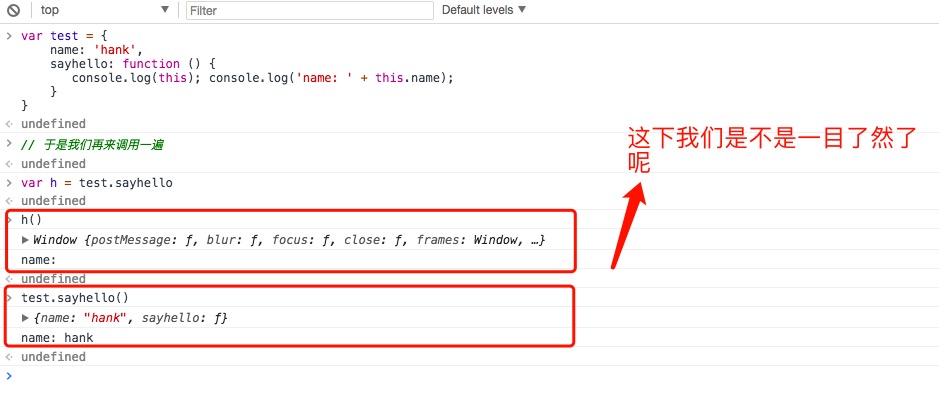 top
Filter
Default levels
var test = {
name: 'hank',
sayhello: function () {
console.log(this); console.log('name: ' + this.name);
}
}
undefined
// 于是我们再来调用一遍
undefined
var h = test.sayhello
undefined
h()
Window {postMessage: ƒ, blur: ƒ, focus: ƒ, close: ƒ, frames: Window, …}
name:
undefined
test.sayhello()
{name: "hank", sayhello: ƒ}
name: hank
undefined
这下我们是不是一目了然了
呢